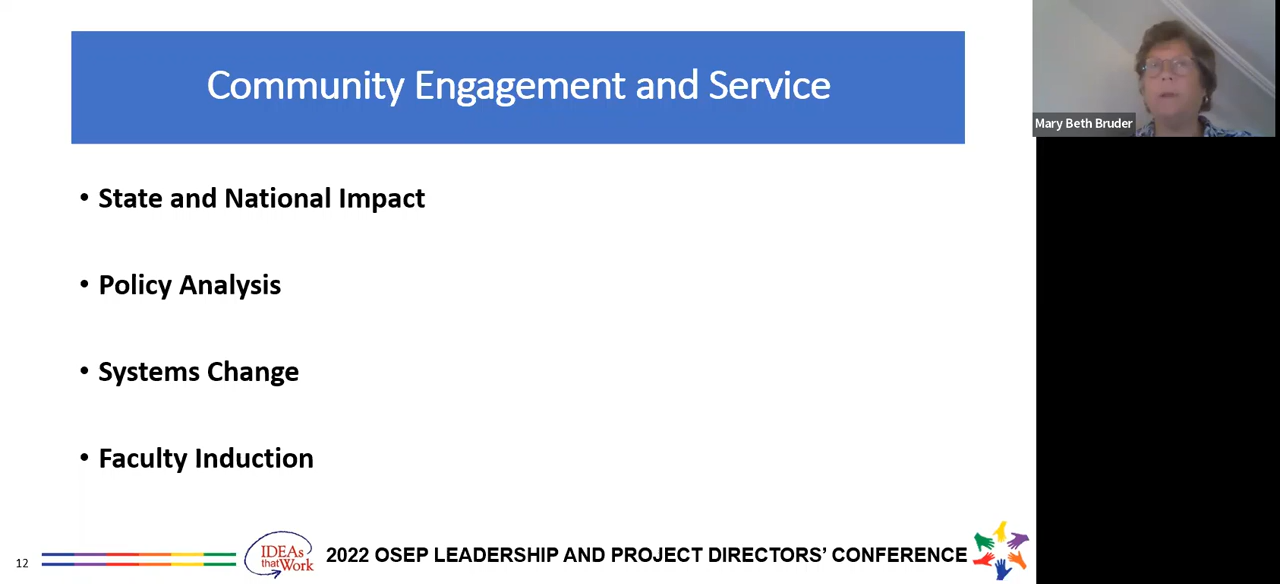 Community Engagement and Service
Mary Beth Bruder
• State and National Impact
• Policy Analysis
• Systems Change
• Faculty Induction
12
IDEAs
that Work
2022 OSEP LEADERSHIP AND PROJECT DIRECTORS' CONFERENCE